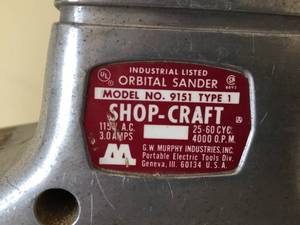 INDUSTRIAL LISTED
ORBITAL SANDER
MODEL NO. 9151 TYPE 1
SHOP-CRAFT
115V A.C. 25-60 CYC.
3.0 AMPS 4000 O.P.M.
G.W. MURPHY INDUSTRIES, INC.
Portable Electric Tools Div.
Geneva, Ill. 60134 U.S.A.